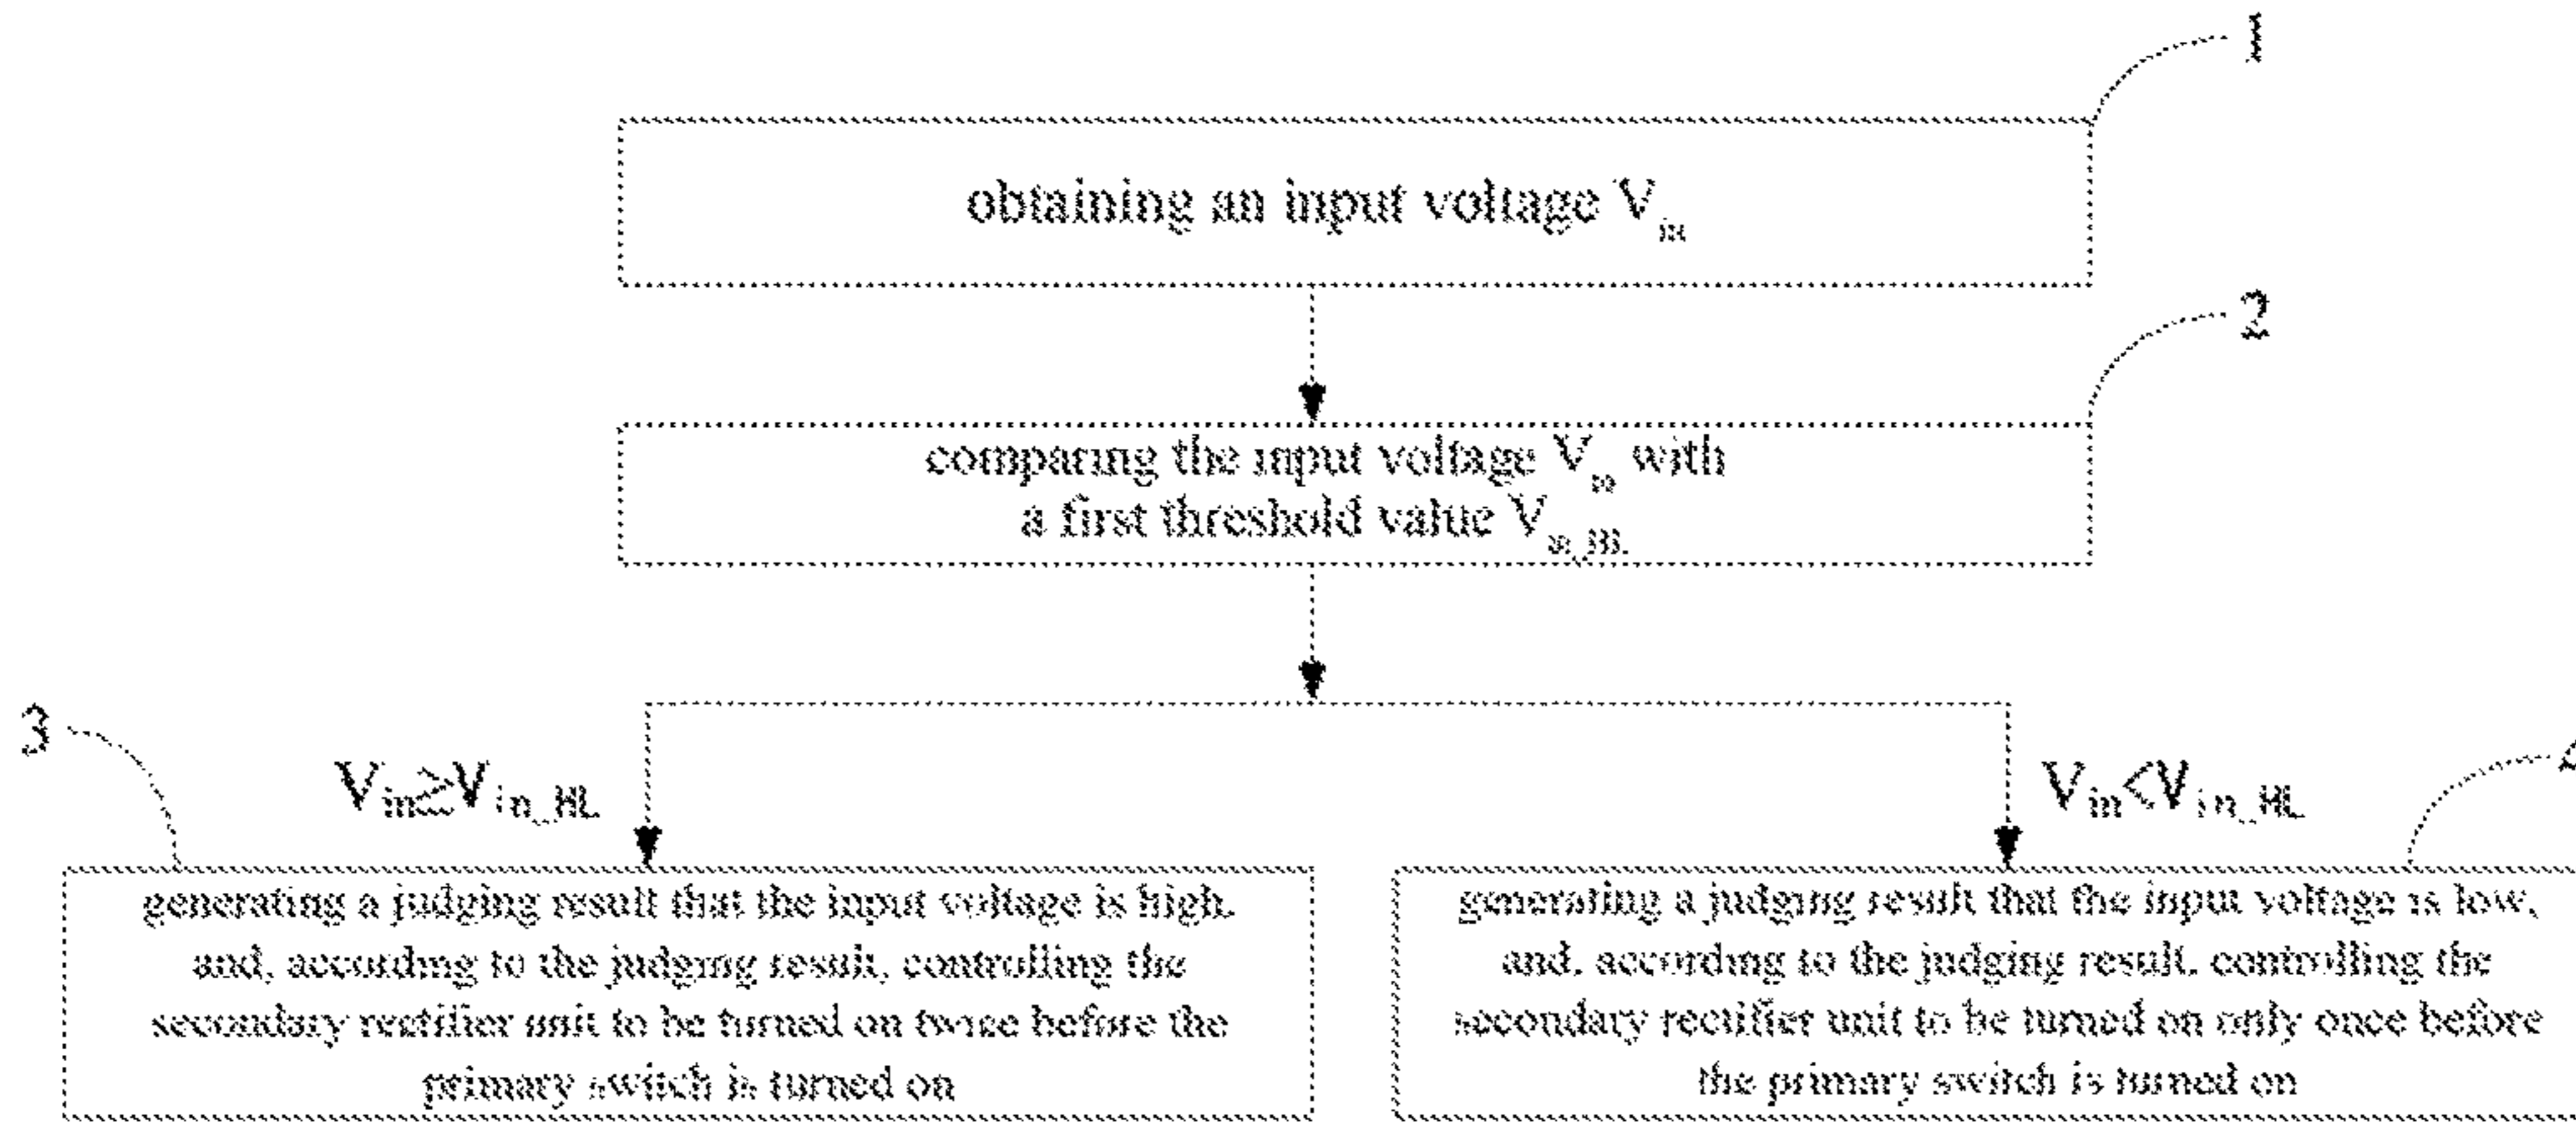 1
obtaining an input voltage V_in
2
comparing the input voltage V_in with
a first threshold value V_in_HL
3
V_in≥V_in_HL
V_in<V_in_HL
generating a judging result that the input voltage is high,
and, according to the judging result, controlling the
secondary rectifier unit to be turned on twice before the
primary switch is turned on
generating a judging result that the input voltage is low,
and, according to the judging result, controlling the
secondary rectifier unit to be turned on only once before
the primary switch is turned on